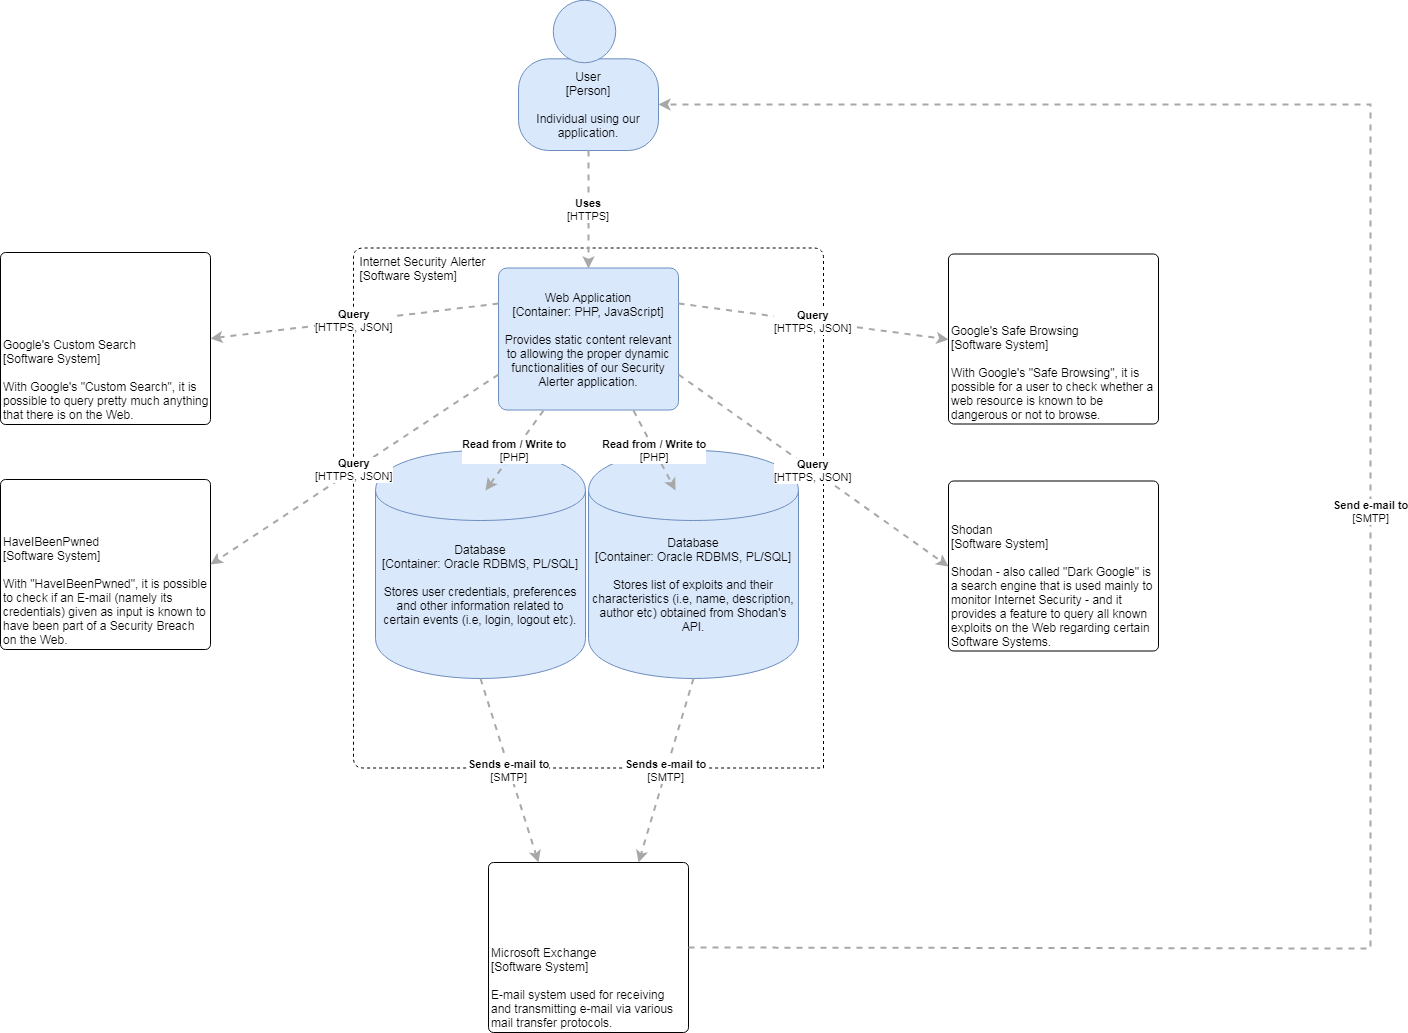 User
[Person]
Individual using our
application.
Uses
[HTTPS]
Internet Security Alerter
[Software System]
Web Application
[Container: PHP, JavaScript]
Provides static content relevant
to allowing the proper dynamic
functionalities of our Security
Alerter application.
Query
[HTTPS, JSON]
Query
[HTTPS, JSON]
Google's Custom Search
[Software System]
With Google's "Custom Search", it is
possible to query pretty much anything
that there is on the Web.
Google's Safe Browsing
[Software System]
With Google's "Safe Browsing", it is
possible for a user to check whether a
web resource is known to be
dangerous or not to browse.
Query
[HTTPS, JSON]
Read from / Write to
[PHP]
Read from / Write to
[PHP]
Query
[HTTPS, JSON]
HaveIBeenPwned
[Software System]
With "HaveIBeenPwned", it is possible
to check if an E-mail (namely its
credentials) given as input is known to
have been part of a Security Breach
on the Web.
Database
[Container: Oracle RDBMS, PL/SQL]
Stores user credentials, preferences
and other information related to
certain events (i.e, login, logout etc).
Database
[Container: Oracle RDBMS, PL/SQL]
Stores list of exploits and their
characteristics (i.e, name, description,
author etc) obtained from Shodan's
API.
Shodan
[Software System]
Shodan - also called "Dark Google" is
a search engine that is used mainly to
monitor Internet Security - and it
provides a feature to query all known
exploits on the Web regarding certain
Software Systems.
Send e-mail to
[SMTP]
Sends e-mail to
[SMTP]
Sends e-mail to
[SMTP]
Microsoft Exchange
[Software System]
E-mail system used for receiving
and transmitting e-mail via various
mail transfer protocols.